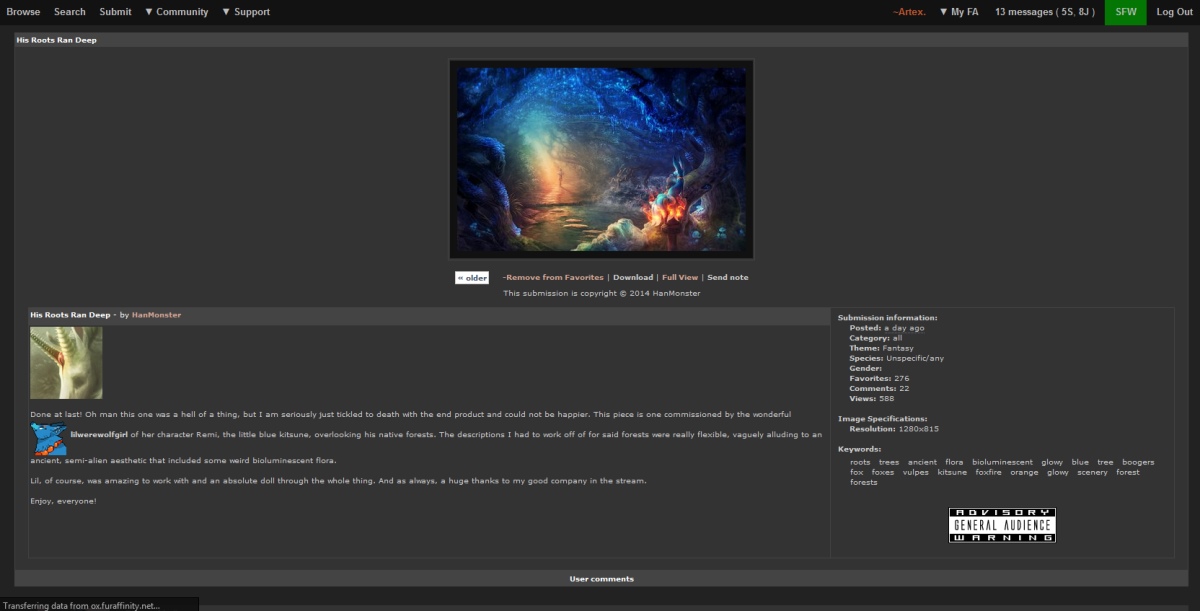 Browse Search Submit ▼ Community ▼ Support ~Artex. ▼ My FA 13 messages ( 5S, 8J ) SFW Log Out
His Roots Ran Deep
« older -Remove from Favorites | Download | Full View | Send note
This submission is copyright © 2014 HanMonster
His Roots Ran Deep - by HanMonster
Done at last! Oh man this one was a hell of a thing, but I am seriously just tickled to death with the end product and could not be happier. This piece is one commissioned by the wonderful
lilwerewolfgirl of her character Remi, the little blue kitsune, overlooking his native forests. The descriptions I had to work off of for said forests were really flexible, vaguely alluding to an
ancient, semi-alien aesthetic that included some weird bioluminescent flora.
Lil, of course, was amazing to work with and an absolute doll through the whole thing. And as always, a huge thanks to my good company in the stream.
Enjoy, everyone!
Submission information:
Posted: a day ago
Category: all
Theme: Fantasy
Species: Unspecific/any
Gender:
Favorites: 276
Comments: 22
Views: 588
Image Specifications:
Resolution: 1280x815
Keywords:
roots trees ancient flora bioluminescent glowy blue tree boogers
fox foxes vulpes kitsune foxfire orange glowy scenery forest
forests
ADVISORY
GENERAL AUDIENCE
WARNING
User comments
Transferring data from ox.furaffinity.net...